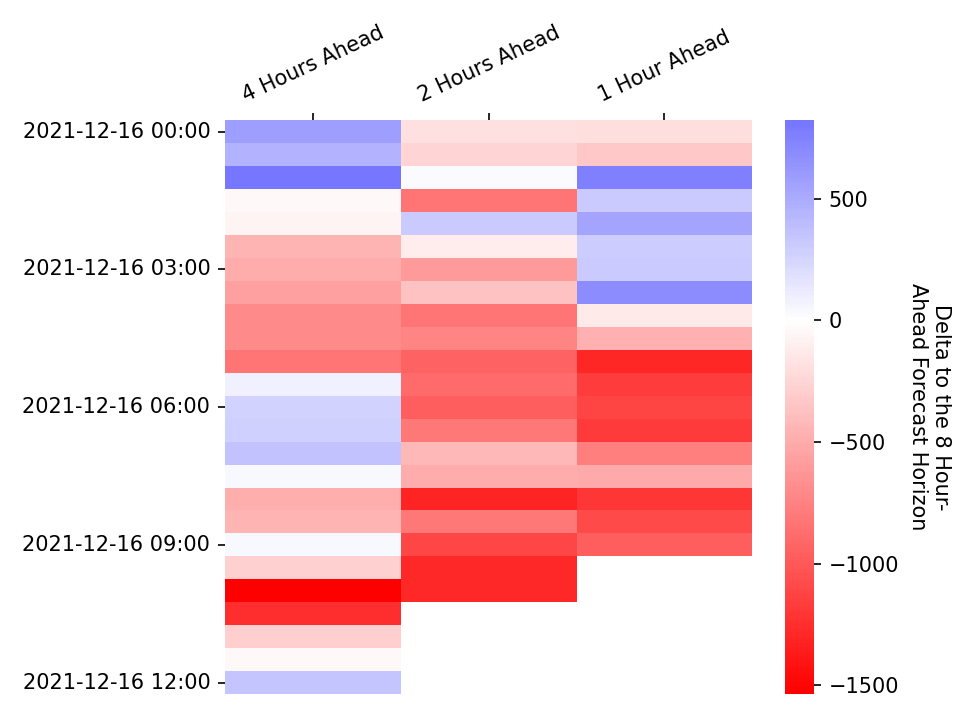 4 Hours Ahead
2 Hours Ahead
1 Hour Ahead
2021-12-16 00:00
2021-12-16 03:00
2021-12-16 06:00
2021-12-16 09:00
2021-12-16 12:00
500
0
−500
−1000
−1500
Delta to the 8 Hour-
Ahead Forecast Horizon